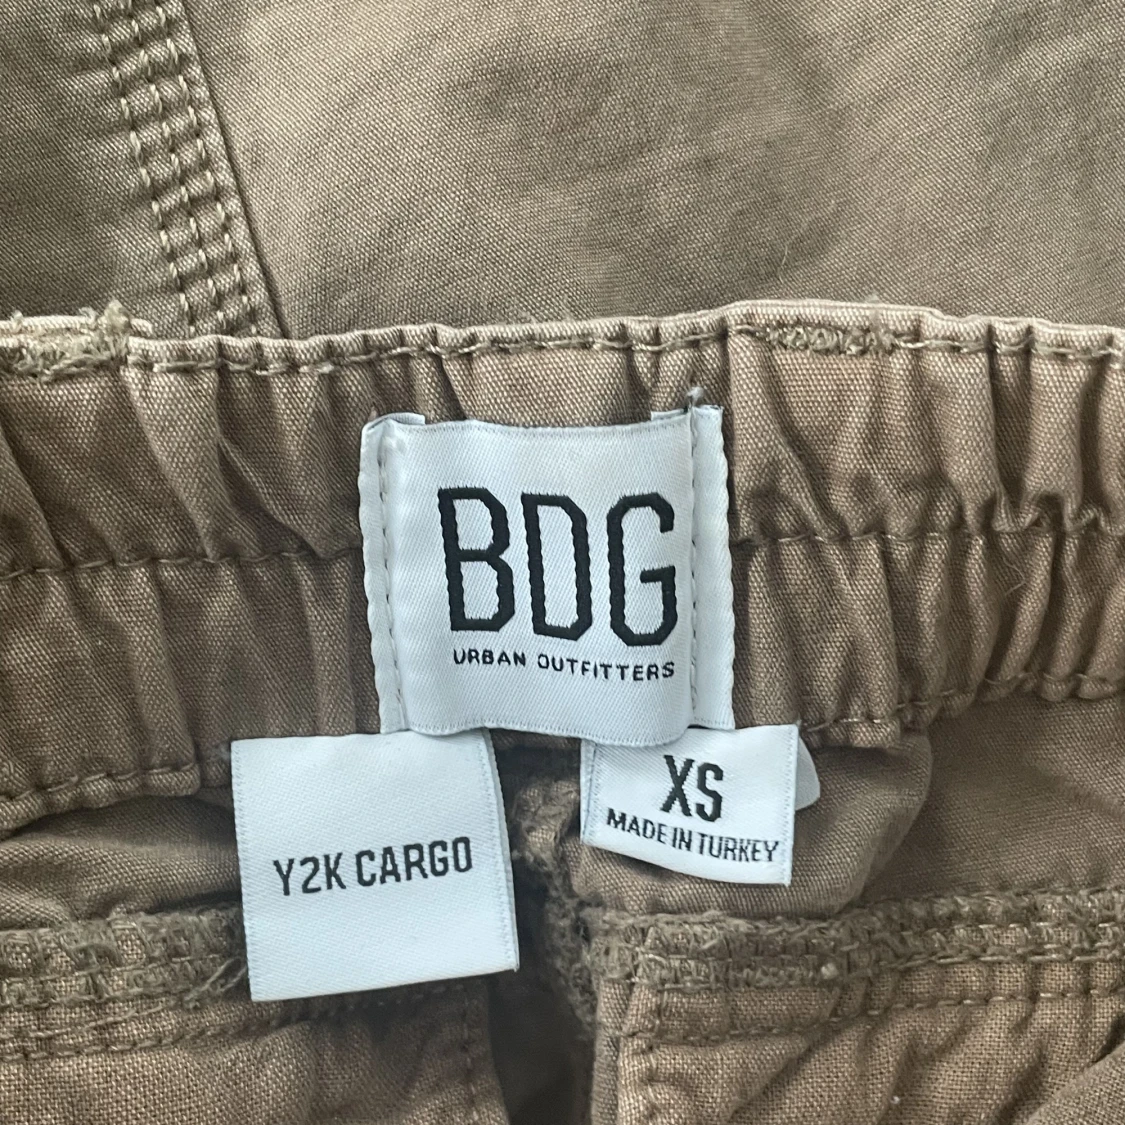 BDG
URBAN OUTFITTERS
Y2K CARGO
XS
MADE IN TURKEY